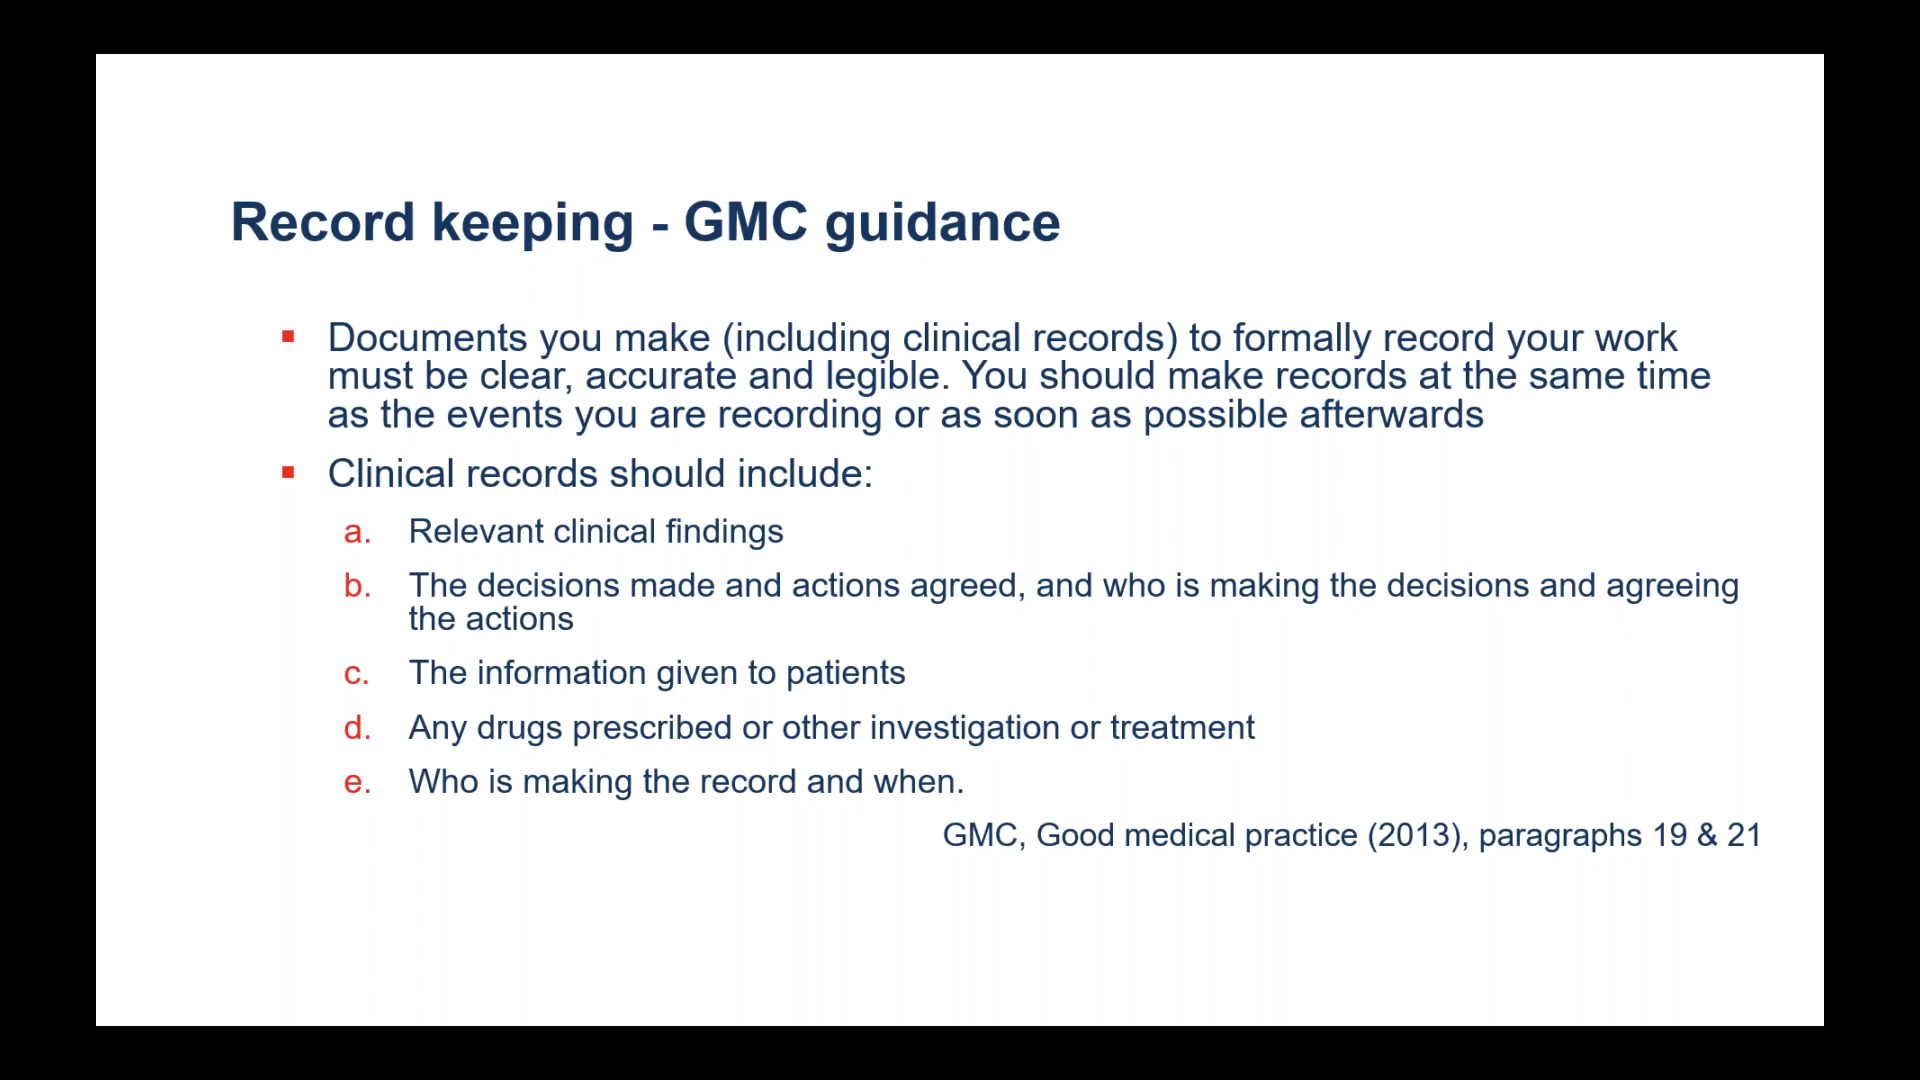 Record keeping - GMC guidance
▪ Documents you make (including clinical records) to formally record your work
must be clear, accurate and legible. You should make records at the same time
as the events you are recording or as soon as possible afterwards
▪ Clinical records should include:
a. Relevant clinical findings
b. The decisions made and actions agreed, and who is making the decisions and agreeing
the actions
c. The information given to patients
d. Any drugs prescribed or other investigation or treatment
e. Who is making the record and when.
GMC, Good medical practice (2013), paragraphs 19 & 21